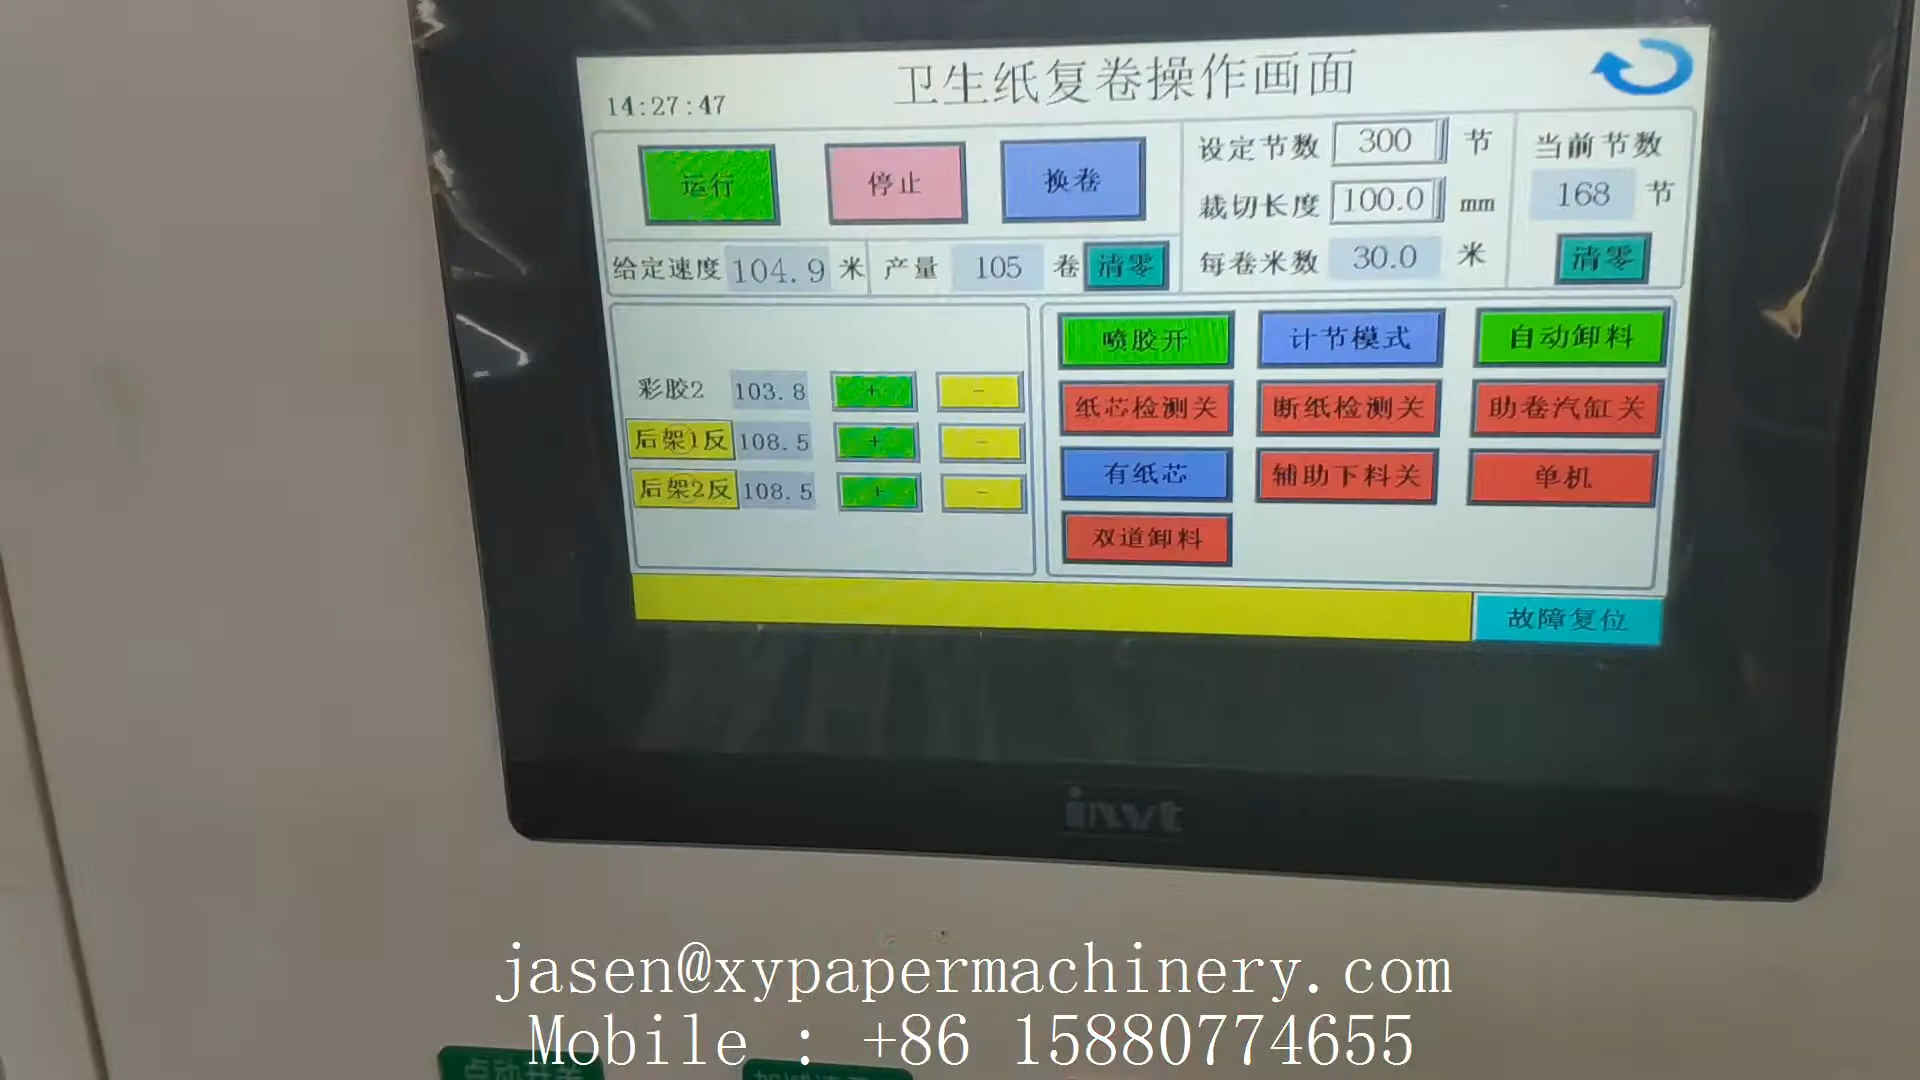 卫生纸复卷操作画面
14:27:47
运行 停止 换卷
设定节数 300 节
裁切长度 100.0 mm
每卷米数 30.0 米
当前节数
168 节
清零
给定速度 104.9 米 产量 105 卷 清零
彩胶2 103.8 + -
后架1反 108.5 + -
后架2反 108.5 + -
喷胶开 计节模式 自动卸料
纸芯检测关 断纸检测关 助卷汽缸关
有纸芯 辅助下料关 单机
双道卸料
故障复位
invt
jasen@xypapermachinery.com
Mobile : +86 15880774655
点动开关